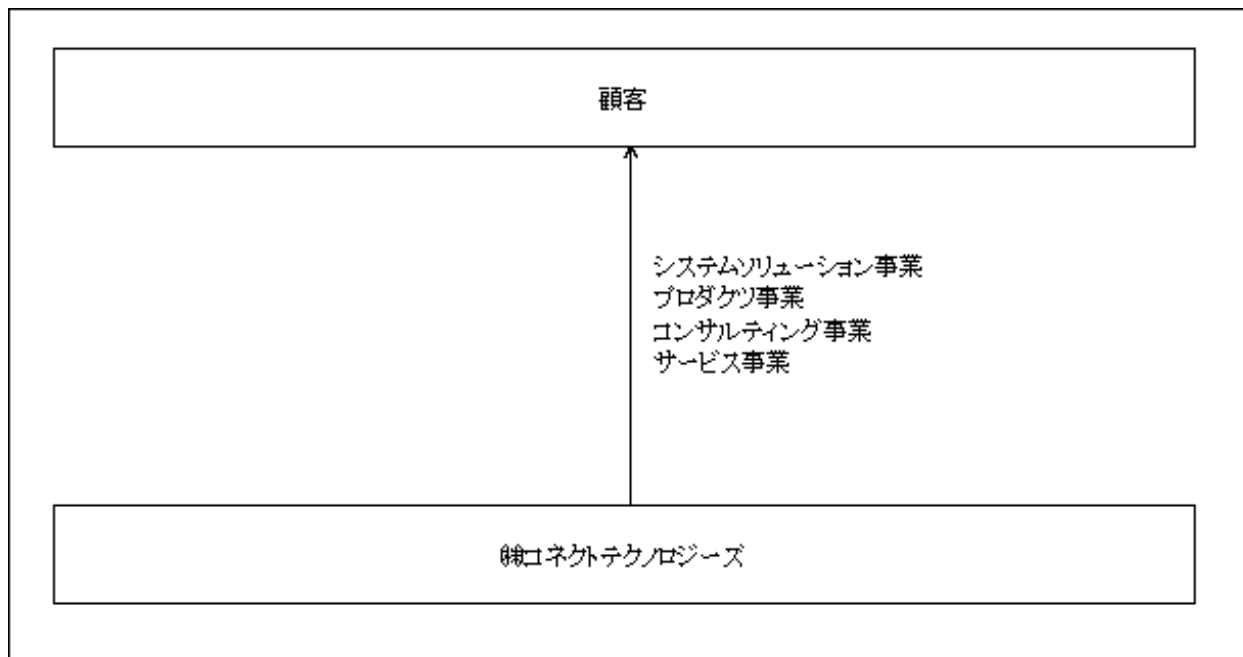 顧客
システムソリューション事業
プロダクツ事業
コンサルティング事業
サービス事業
㈱コネクトテクノロジーズ